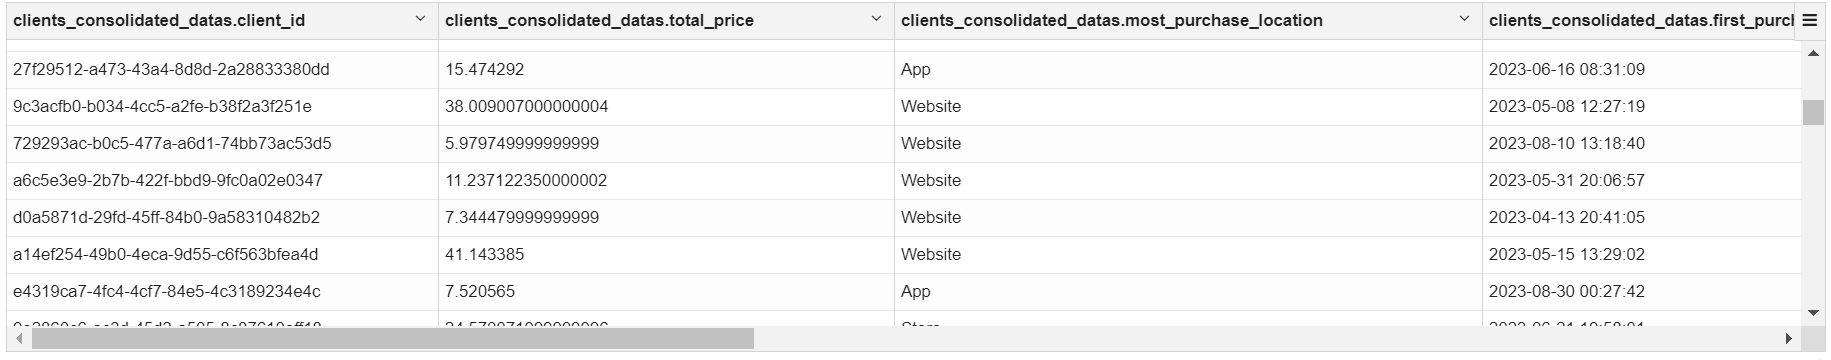 clients_consolidated_datas.client_id clients_consolidated_datas.total_price clients_consolidated_datas.most_purchase_location clients_consolidated_datas.first_purch
27f29512-a473-43a4-8d8d-2a28833380dd 15.474292 App 2023-06-16 08:31:09
9c3acfb0-b034-4cc5-a2fe-b38f2a3f251e 38.009007000000004 Website 2023-05-08 12:27:19
729293ac-b0c5-477a-a6d1-74bb73ac53d5 5.979749999999999 Website 2023-08-10 13:18:40
a6c5e3e9-2b7b-422f-bbd9-9fc0a02e0347 11.237122350000002 Website 2023-05-31 20:06:57
d0a5871d-29fd-45ff-84b0-9a58310482b2 7.344479999999999 Website 2023-04-13 20:41:05
a14ef254-49b0-4eca-9d55-c6f563bfea4d 41.143385 Website 2023-05-15 13:29:02
e4319ca7-4fc4-4cf7-84e5-4c3189234e4c 7.520565 App 2023-08-30 00:27:42
Store